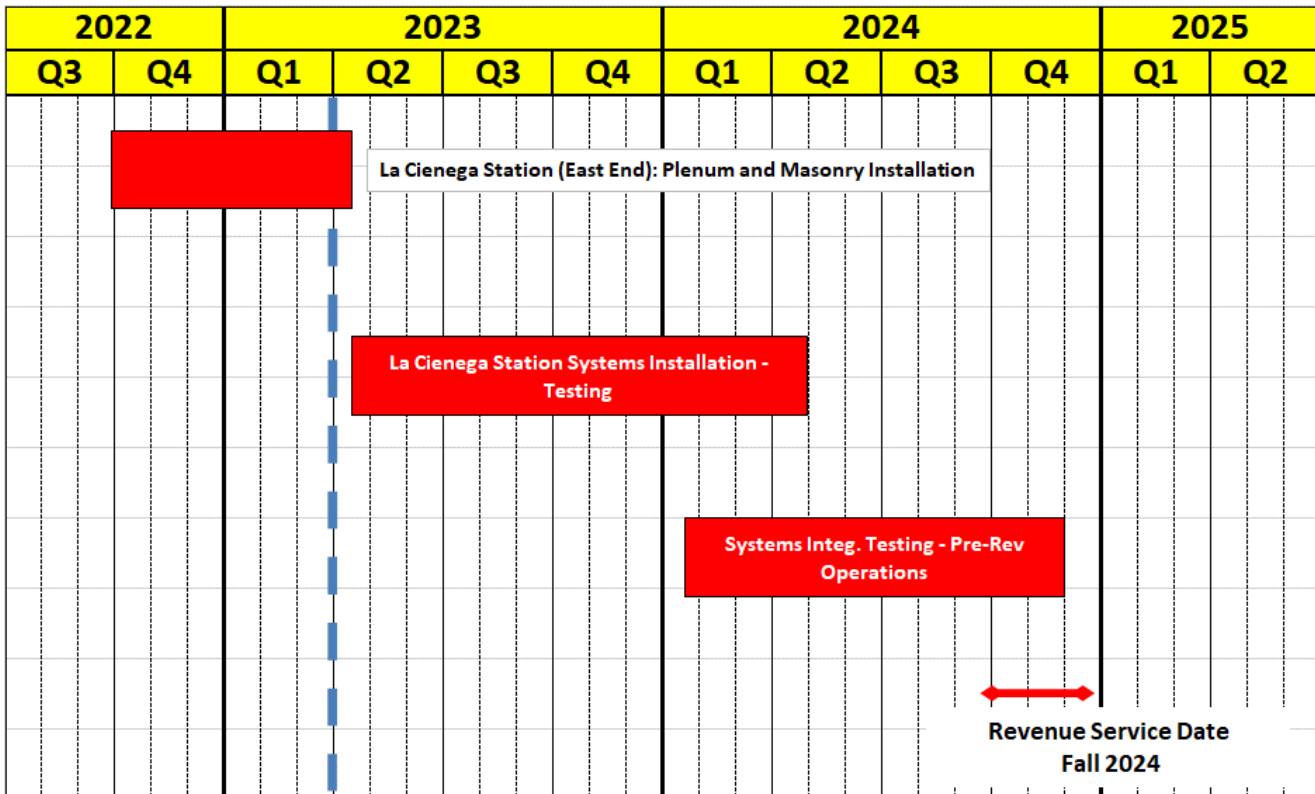 2022 2023 2024 2025
Q3 Q4 Q1 Q2 Q3 Q4 Q1 Q2 Q3 Q4 Q1 Q2
La Cienega Station (East End): Plenum and Masonry Installation
La Cienega Station Systems Installation -
Testing
Systems Integ. Testing - Pre-Rev
Operations
Revenue Service Date
Fall 2024